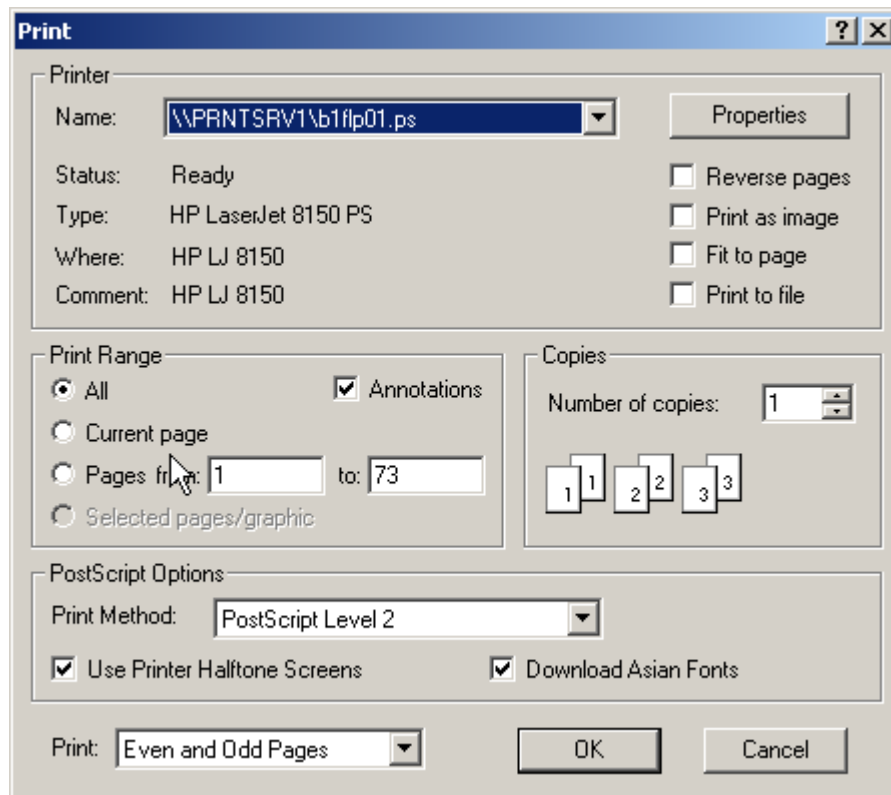 Print
Printer
Name: \\PRNTSRV1\b1flp01.ps Properties
Status: Ready Reverse pages
Type: HP LaserJet 8150 PS Print as image
Where: HP LJ 8150 Fit to page
Comment: HP LJ 8150 Print to file
Print Range
All Annotations
Current page
Pages from: 1 to: 73
Selected pages/graphic
Copies
Number of copies: 1
1 1 2 2 3 3
PostScript Options
Print Method: PostScript Level 2
Use Printer Halftone Screens Download Asian Fonts
Print: Even and Odd Pages OK Cancel